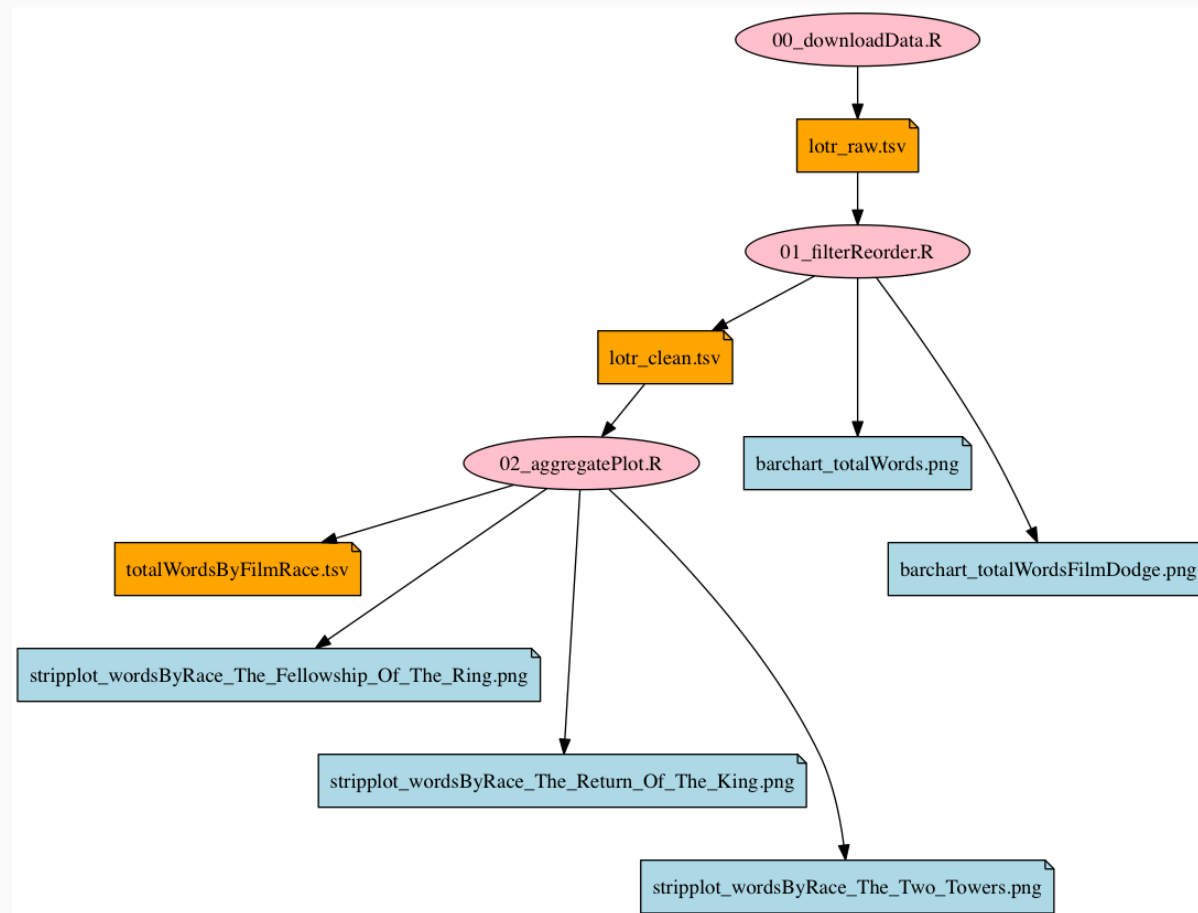 00_downloadData.R
lotr_raw.tsv
01_filterReorder.R
lotr_clean.tsv
02_aggregatePlot.R
barchart_totalWords.png
totalWordsByFilmRace.tsv
barchart_totalWordsFilmDodge.png
stripplot_wordsByRace_The_Fellowship_Of_The_Ring.png
stripplot_wordsByRace_The_Return_Of_The_King.png
stripplot_wordsByRace_The_Two_Towers.png